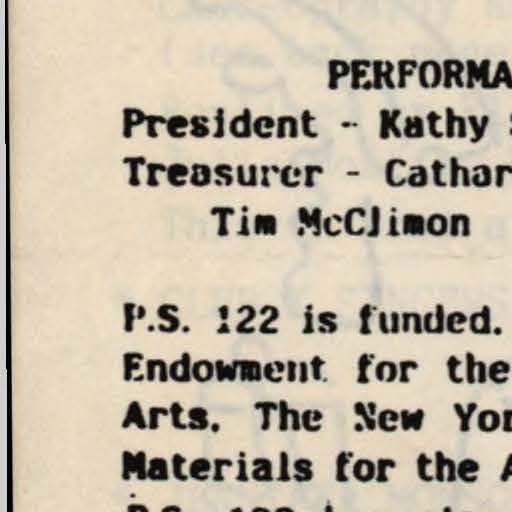 PERFORMA
President - Kathy
Treasurer - Cathar
Tim McClimon
P.S. 122 is funded.
Endowment for the
Arts. The New Yor
Materials for the A
P.S. 122